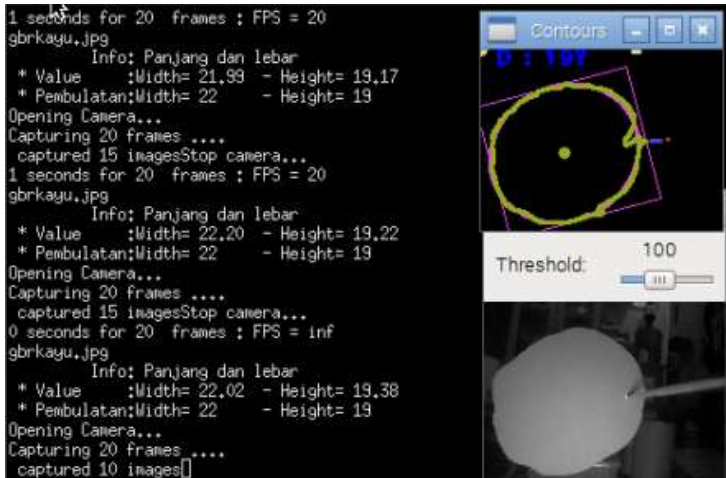 1 seconds for 20 frames : FPS = 20
gbrkayu.jpg
Info: Panjang dan lebar
* Value :Width= 21.99 - Height= 19.17
* Pembulatan:Width= 22 - Height= 19
Opening Camera...
Capturing 20 frames ....
captured 15 imagesStop camera...
1 seconds for 20 frames : FPS = 20
gbrkayu.jpg
Info: Panjang dan lebar
* Value :Width= 22.20 - Height= 19.22
* Pembulatan:Width= 22 - Height= 19
Opening Camera...
Capturing 20 frames ....
captured 15 imagesStop camera...
0 seconds for 20 frames : FPS = inf
gbrkayu.jpg
Info: Panjang dan lebar
* Value :Width= 22.02 - Height= 19.38
* Pembulatan:Width= 22 - Height= 19
Opening Camera...
Capturing 20 frames ....
captured 10 images
Contours
D :
Threshold:
100